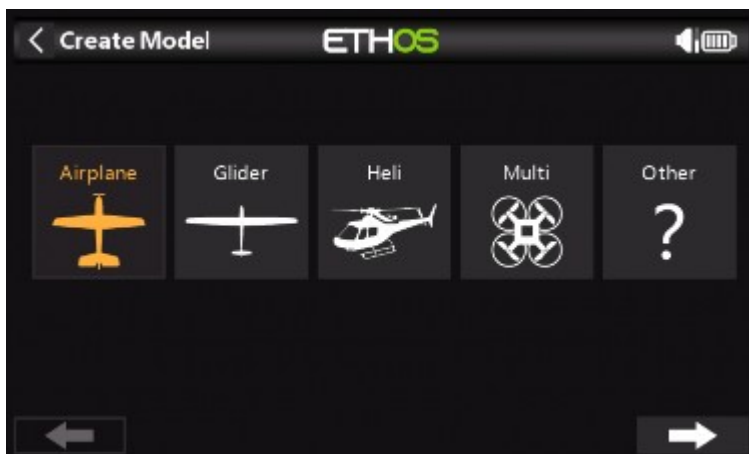 Create Model
ETHOS
Airplane
Glider
Heli
Multi
Other
?